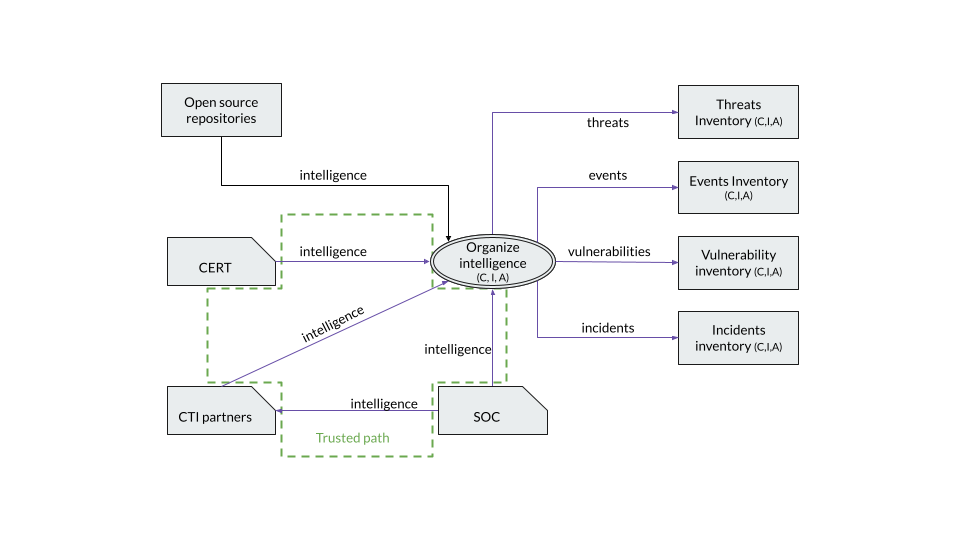 Open source
repositories
Threats
Inventory (C,I,A)
threats
intelligence
events
Events Inventory
(C,I,A)
CERT
intelligence
Organize
intelligence
(C, I, A)
vulnerabilities
Vulnerability
inventory (C,I,A)
intelligence
intelligence
incidents
Incidents
inventory (C,I,A)
CTI partners
intelligence
SOC
Trusted path